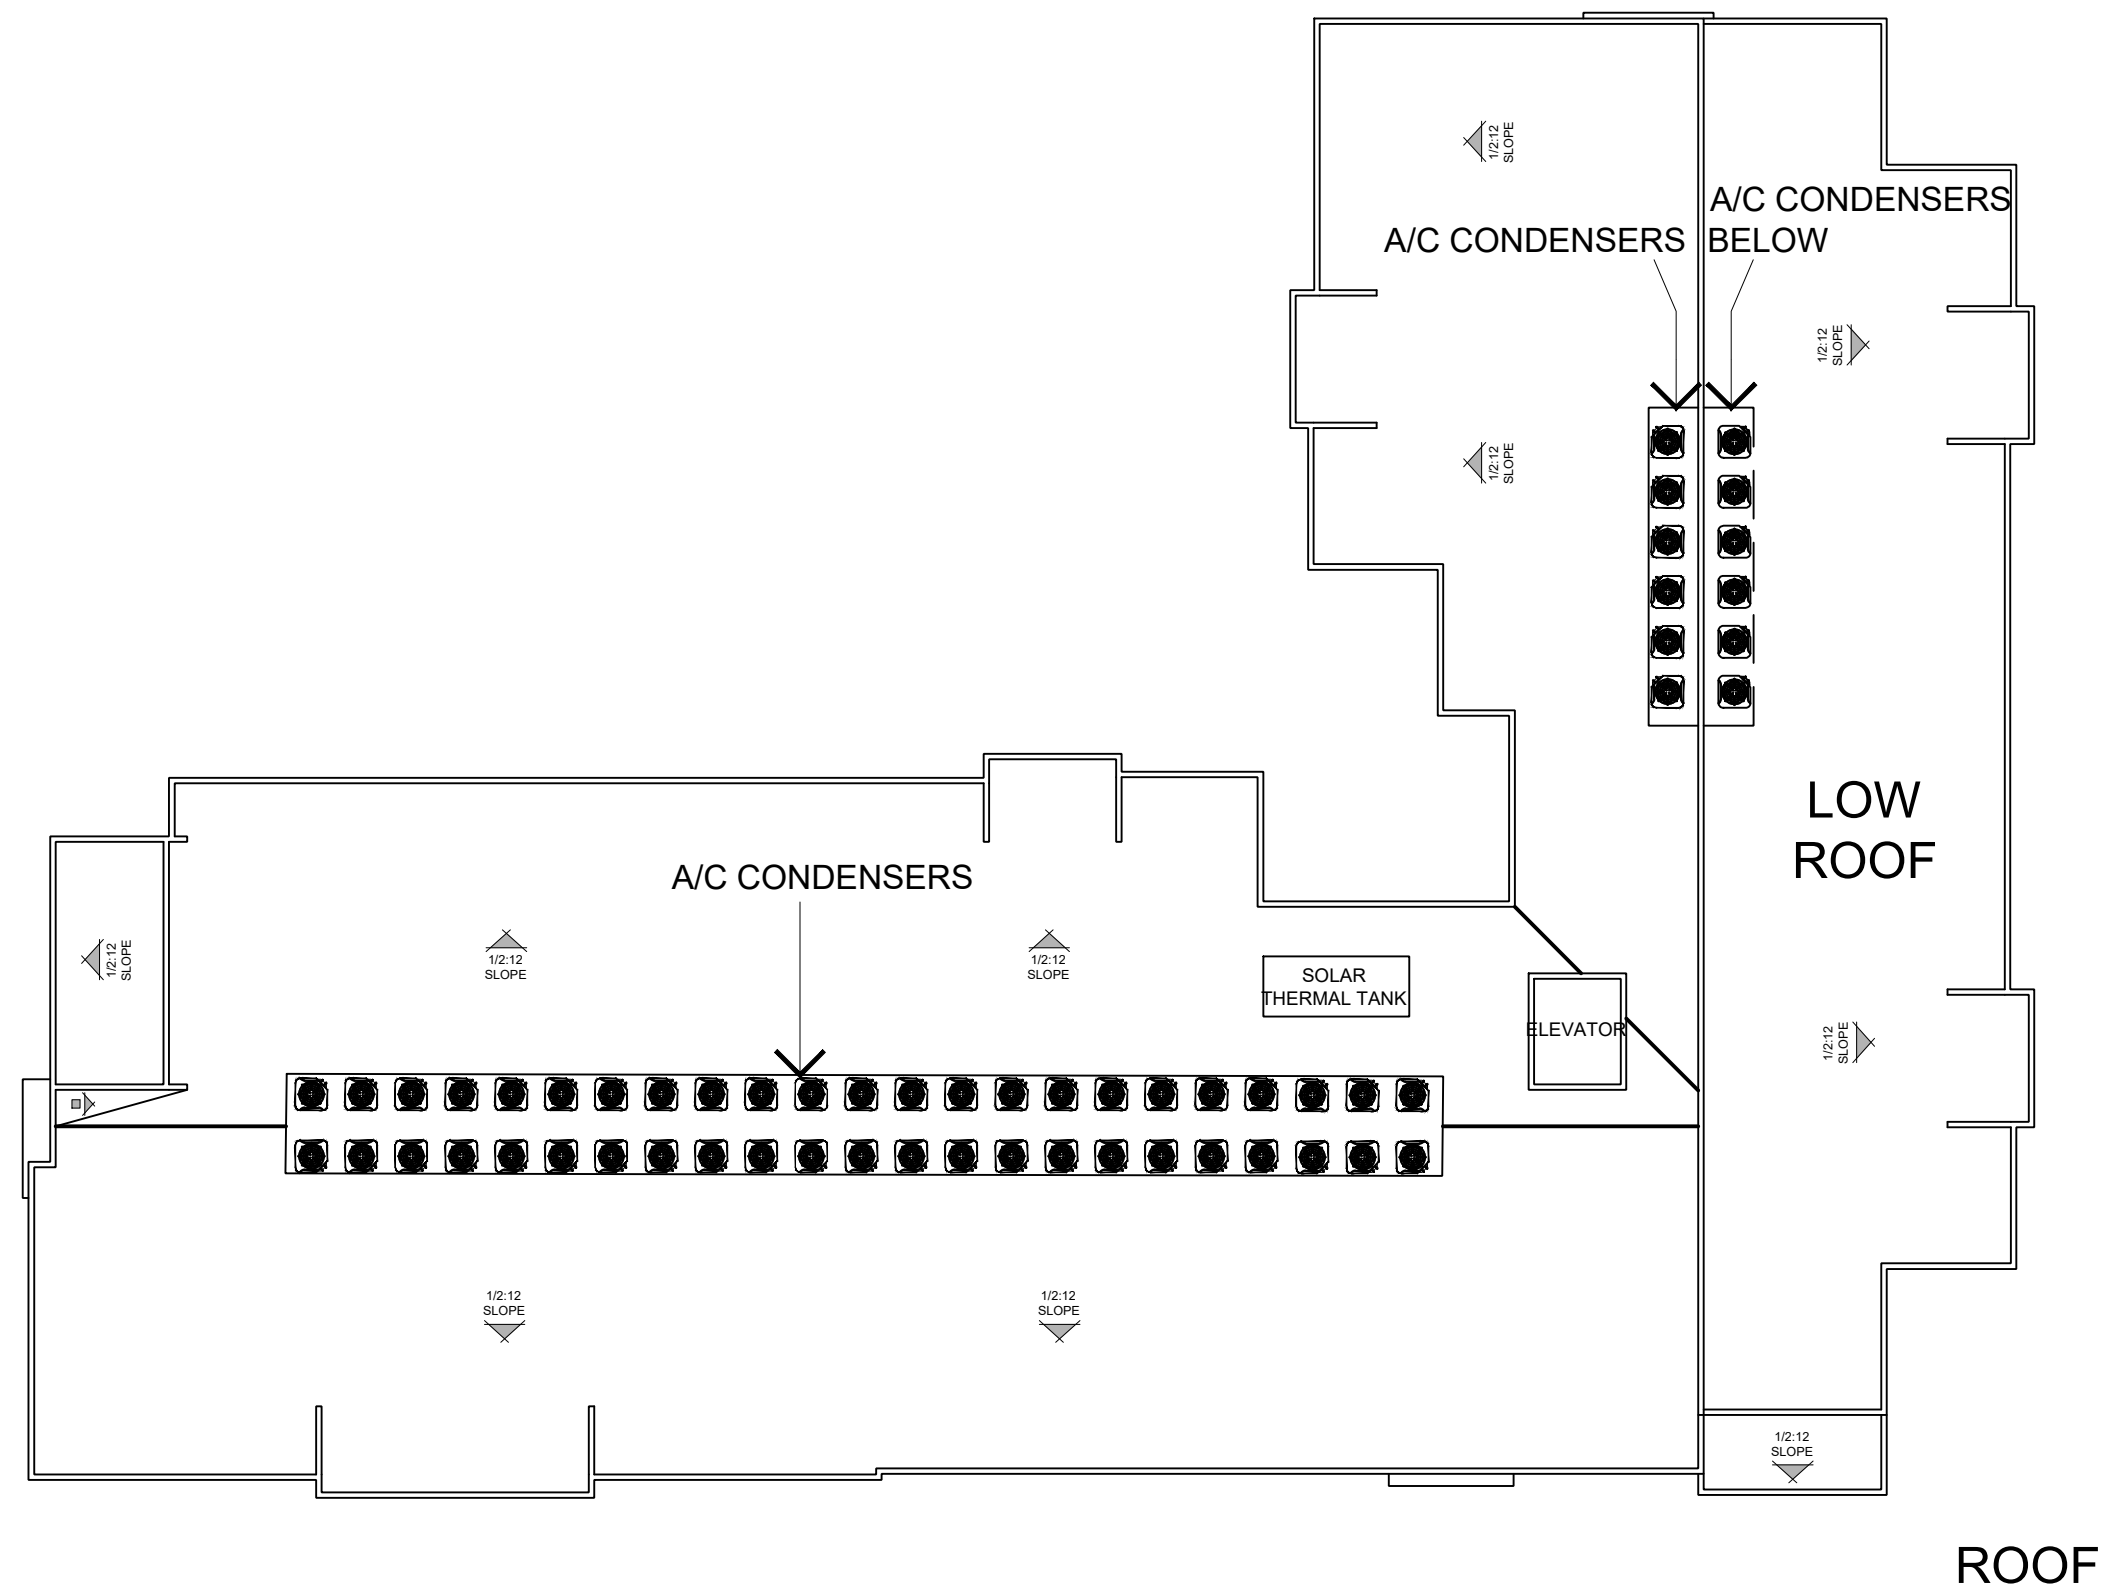 1/2:12
SLOPE
A/C CONDENSERS
A/C CONDENSERS
BELOW
1/2:12
SLOPE
1/2:12
SLOPE
LOW
ROOF
A/C CONDENSERS
1/2:12
SLOPE
1/2:12
SLOPE
1/2:12
SLOPE
SOLAR
THERMAL TANK
ELEVATOR
1/2:12
SLOPE
1/2:12
SLOPE
1/2:12
SLOPE
1/2:12
SLOPE
ROOF